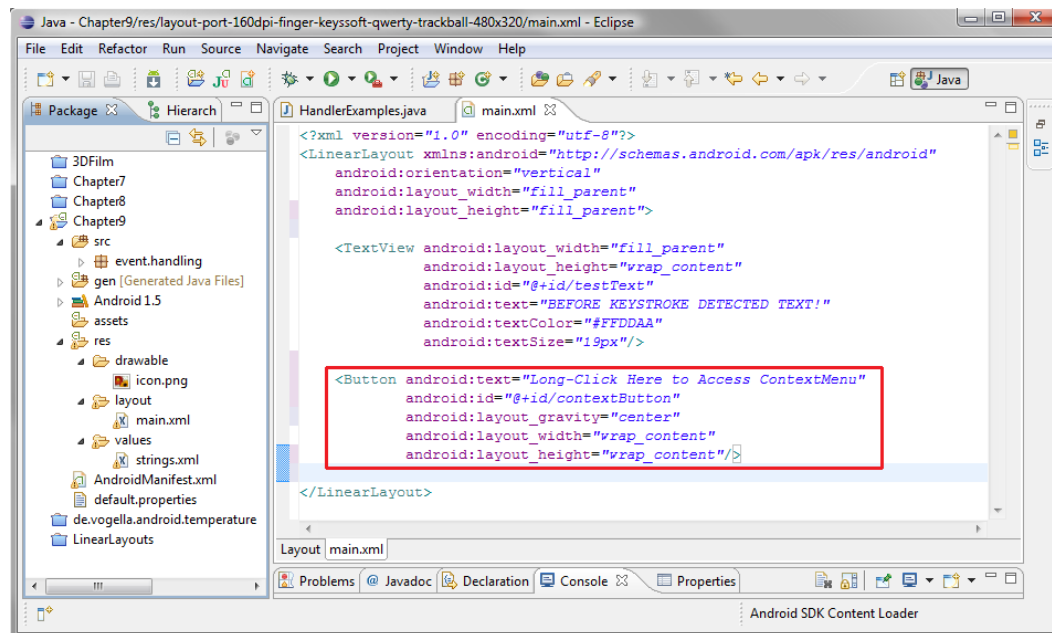 Java - Chapter9/res/layout-port-160dpi-finger-keyssoft-qwerty-trackball-480x320/main.xml - Eclipse
File Edit Refactor Run Source Navigate Search Project Window Help
Java
Package Hierarch
HandlerExamples.java main.xml
3DFilm
Chapter7
Chapter8
Chapter9
src
event.handling
gen [Generated Java Files]
Android 1.5
assets
res
drawable
icon.png
layout
main.xml
values
strings.xml
AndroidManifest.xml
default.properties
de.vogella.android.temperature
LinearLayouts
<?xml version="1.0" encoding="utf-8"?>
<LinearLayout xmlns:android="http://schemas.android.com/apk/res/android"
android:orientation="vertical"
android:layout_width="fill_parent"
android:layout_height="fill_parent">
<TextView android:layout_width="fill_parent"
android:layout_height="wrap_content"
android:id="@+id/testText"
android:text="BEFORE KEYSTROKE DETECTED TEXT!"
android:textColor="#FFDDAA"
android:textSize="19px"/>
<Button android:text="Long-Click Here to Access ContextMenu"
android:id="@+id/contextButton"
android:layout_gravity="center"
android:layout_width="wrap_content"
android:layout_height="wrap_content"/>
</LinearLayout>
Layout main.xml
Problems @ Javadoc Declaration Console Properties
Android SDK Content Loader